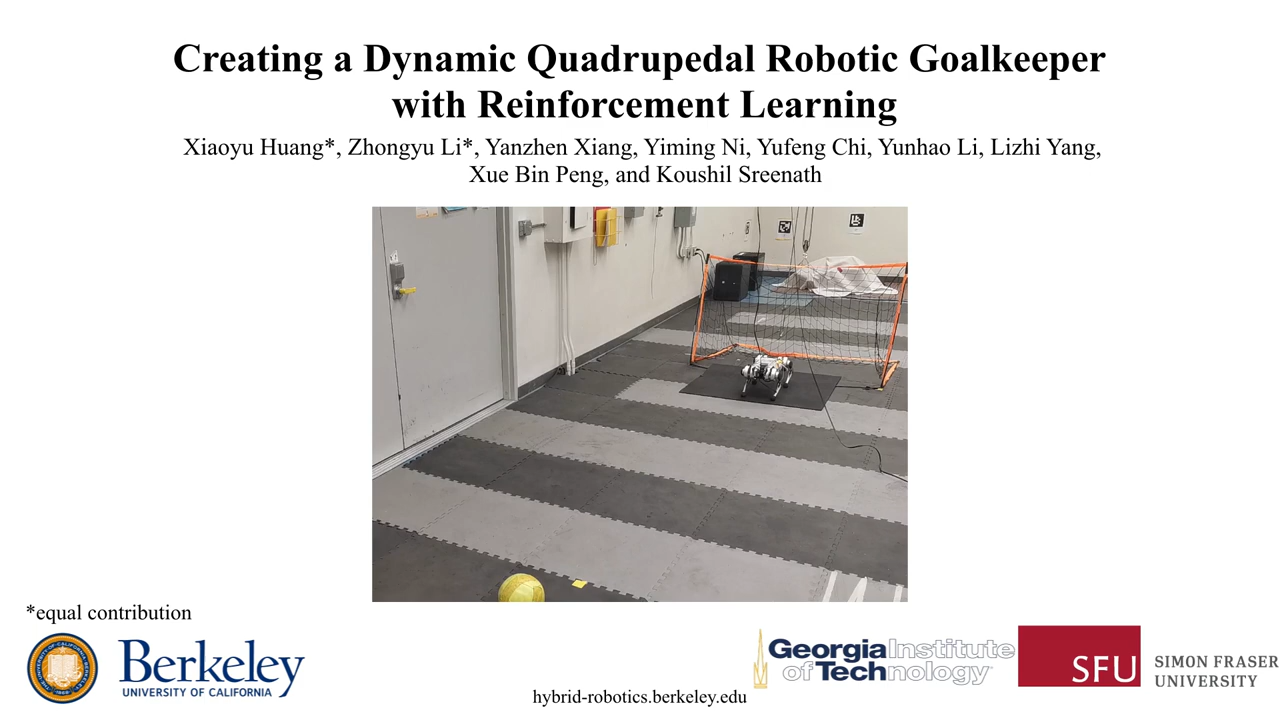 Creating a Dynamic Quadrupedal Robotic Goalkeeper
with Reinforcement Learning
Xiaoyu Huang*, Zhongyu Li*, Yanzhen Xiang, Yiming Ni, Yufeng Chi, Yunhao Li, Lizhi Yang,
Xue Bin Peng, and Koushil Sreenath
*equal contribution
Berkeley
UNIVERSITY OF CALIFORNIA
hybrid-robotics.berkeley.edu
Georgia Institute
of Technology
SFU
SIMON FRASER
UNIVERSITY